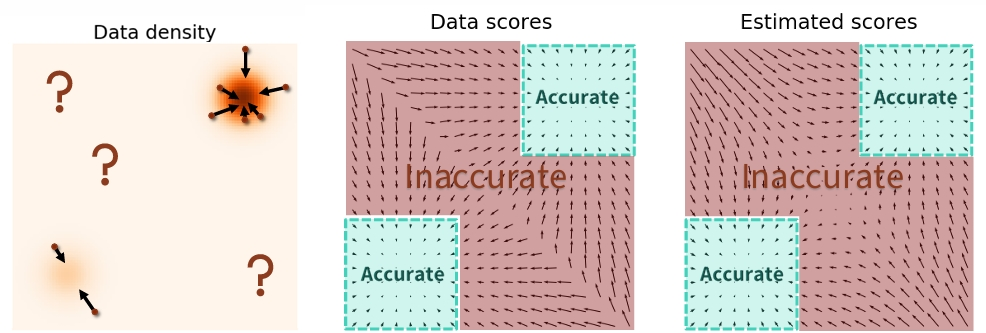 Data density
?
?
?
Data scores
Accurate
Inaccurate
Accurate
Estimated scores
Accurate
Inaccurate
Accurate